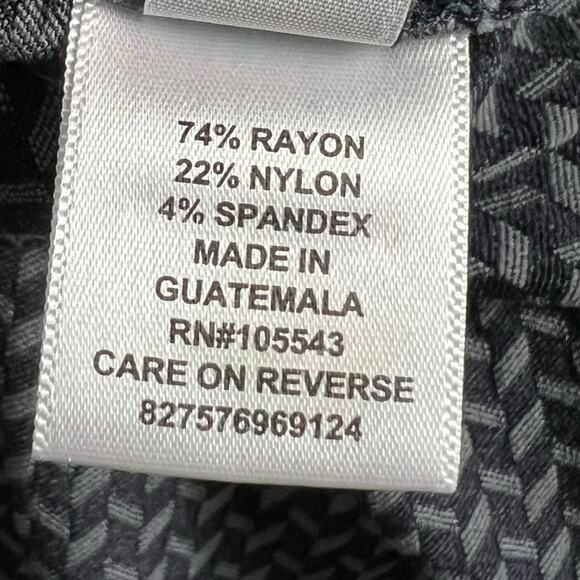 74% RAYON
22% NYLON
4% SPANDEX
MADE IN
GUATEMALA
RN#105543
CARE ON REVERSE
827576969124